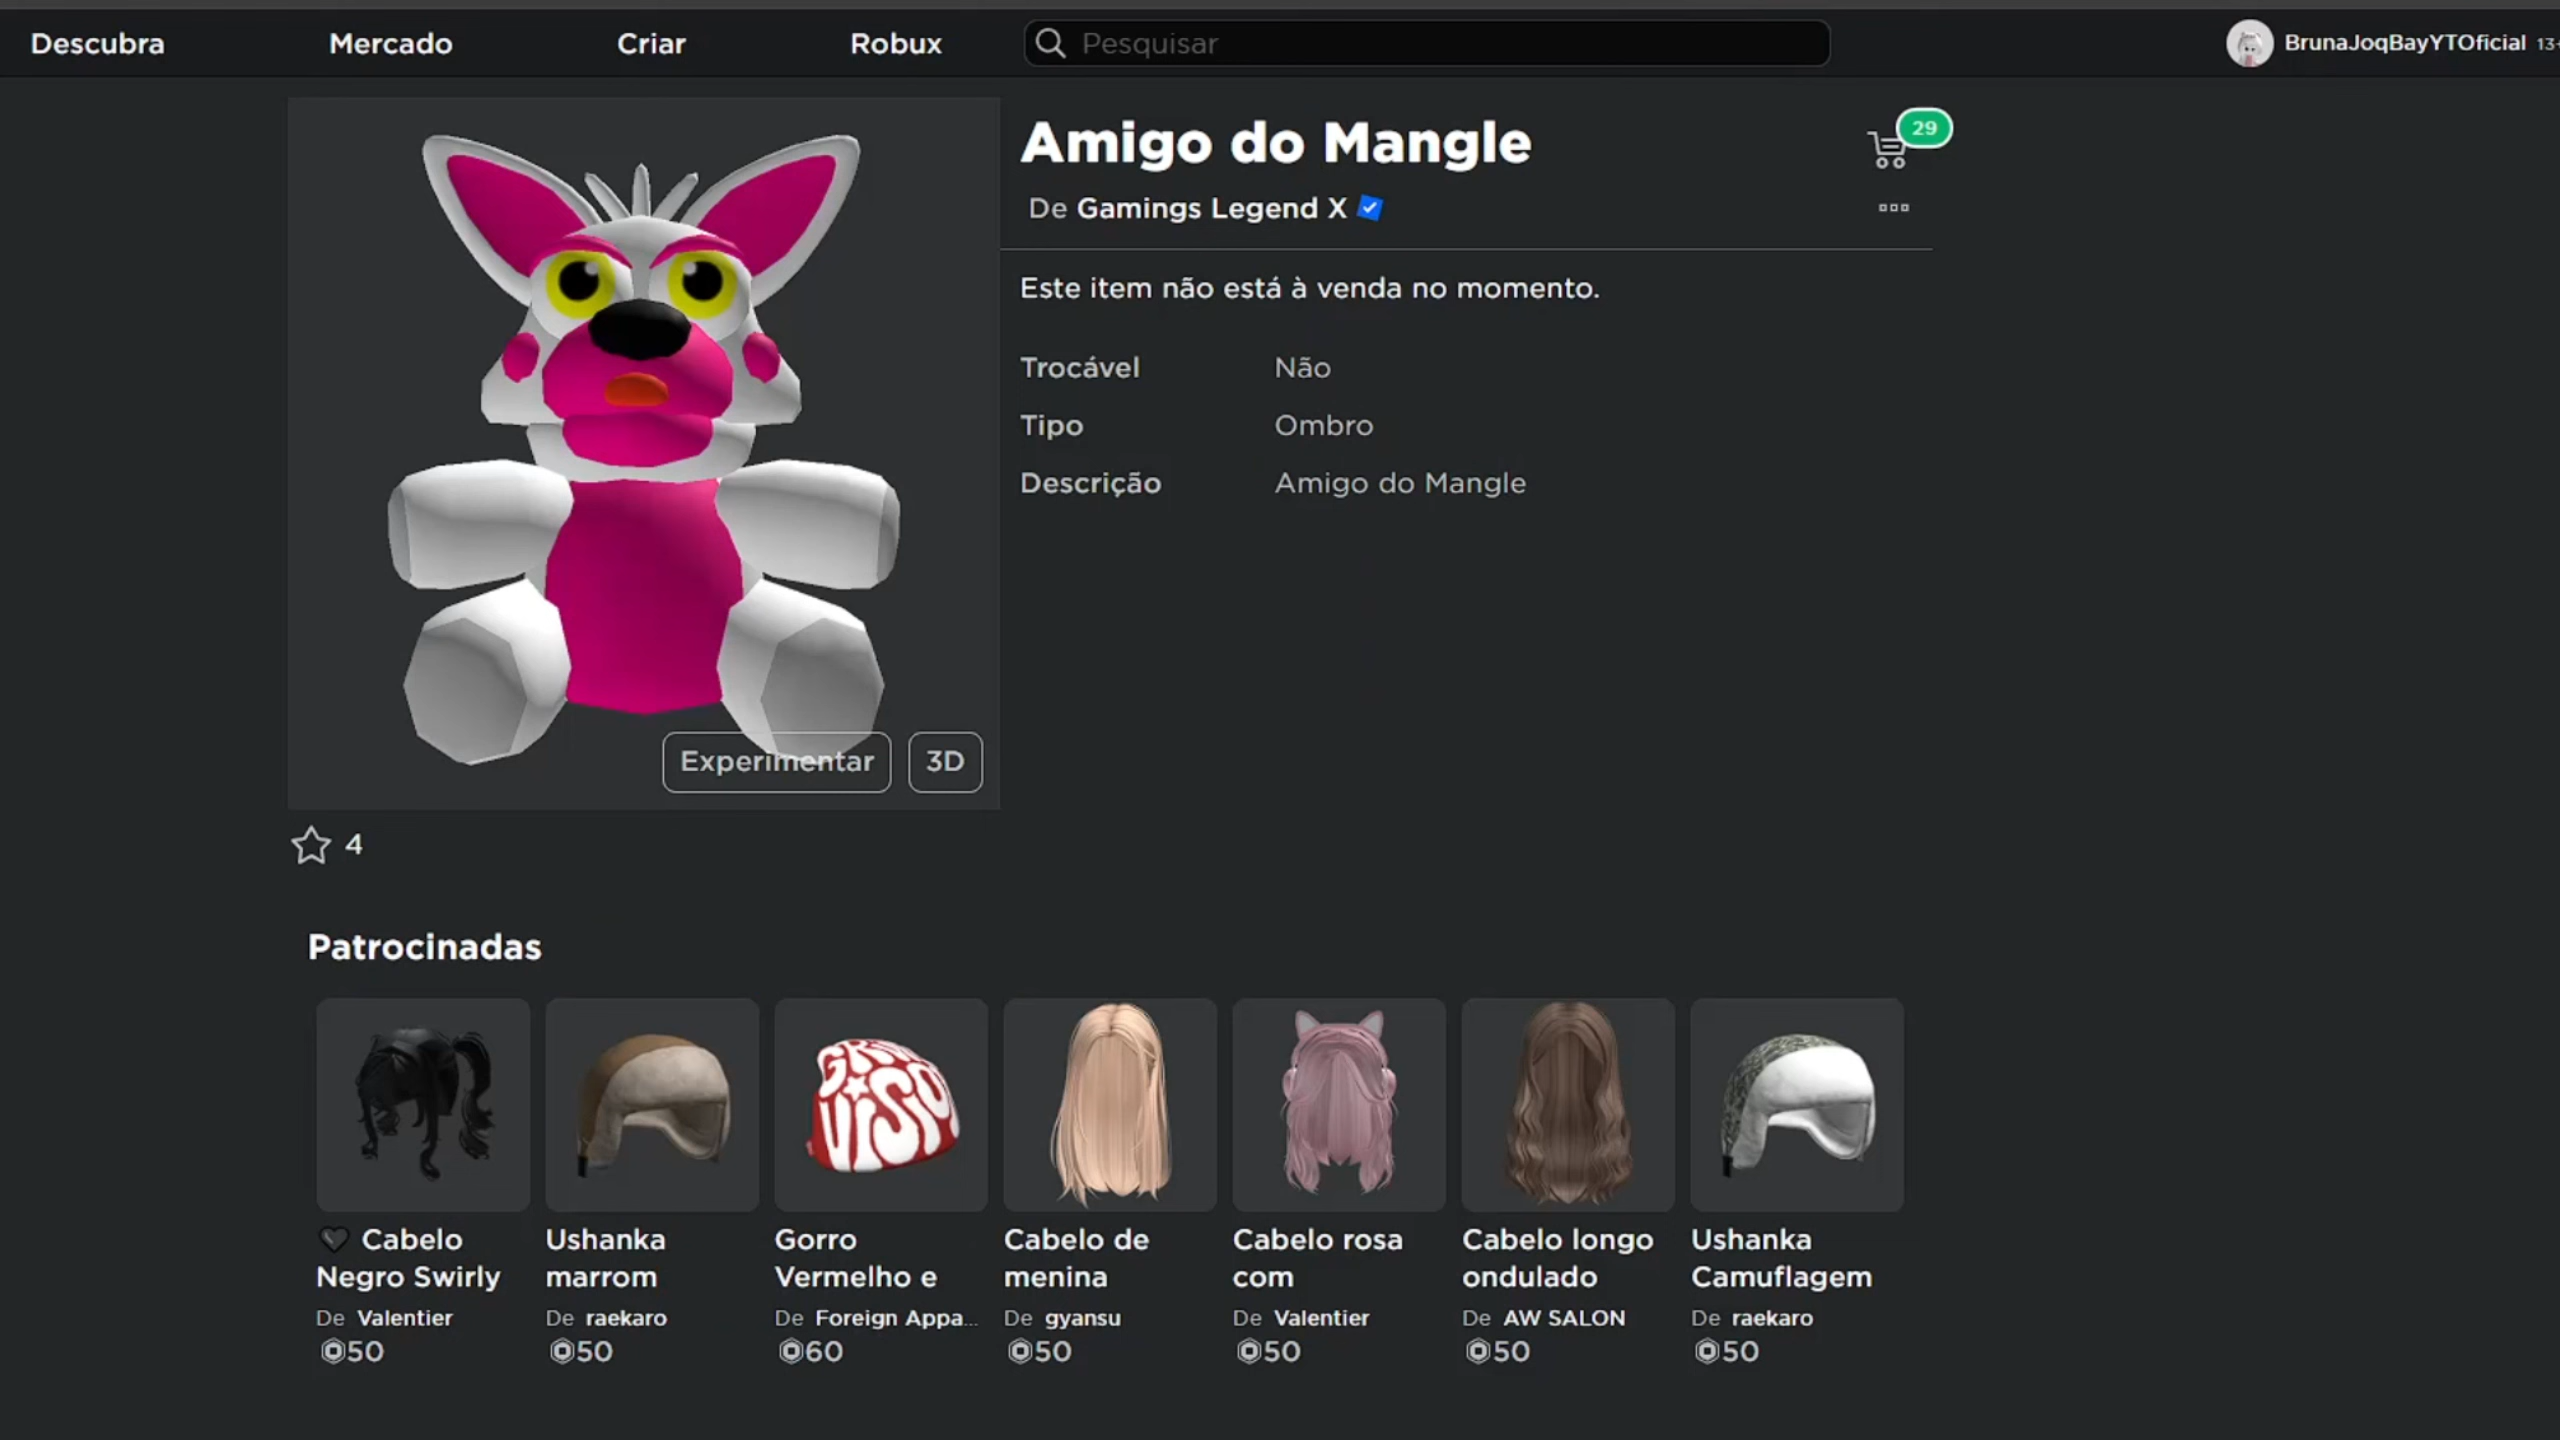 Descubra
Mercado
Criar
Robux
Pesquisar
BrunaJoqBayYTOficial 13+
Amigo do Mangle
29
De Gamings Legend X
Este item não está à venda no momento.
Trocável Não
Tipo Ombro
Descrição Amigo do Mangle
Experimentar
3D
4
Patrocinadas
Cabelo
Negro Swirly
De Valentier
50
Ushanka
marrom
De raekaro
50
Gorro
Vermelho e
De Foreign Appa...
60
Cabelo de
menina
De gyansu
50
Cabelo rosa
com
De Valentier
50
Cabelo longo
ondulado
De AW SALON
50
Ushanka
Camuflagem
De raekaro
50